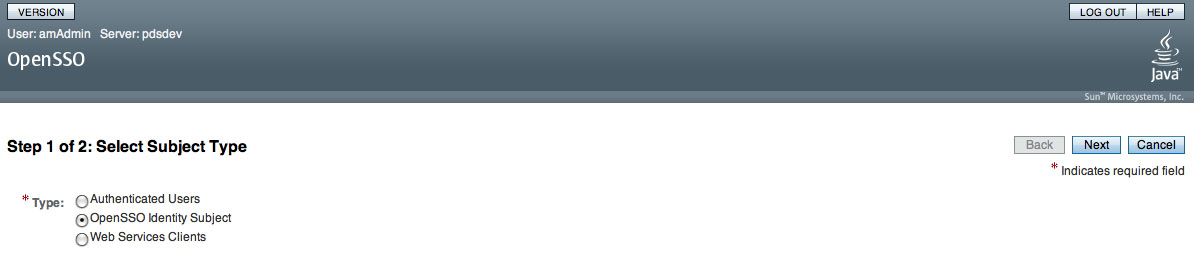 VERSION LOG OUT HELP
User: amAdmin Server: pdsdev
OpenSSO
Java™
Sun™ Microsystems, Inc.
Step 1 of 2: Select Subject Type Back Next Cancel
* Indicates required field
* Type: Authenticated Users
OpenSSO Identity Subject
Web Services Clients